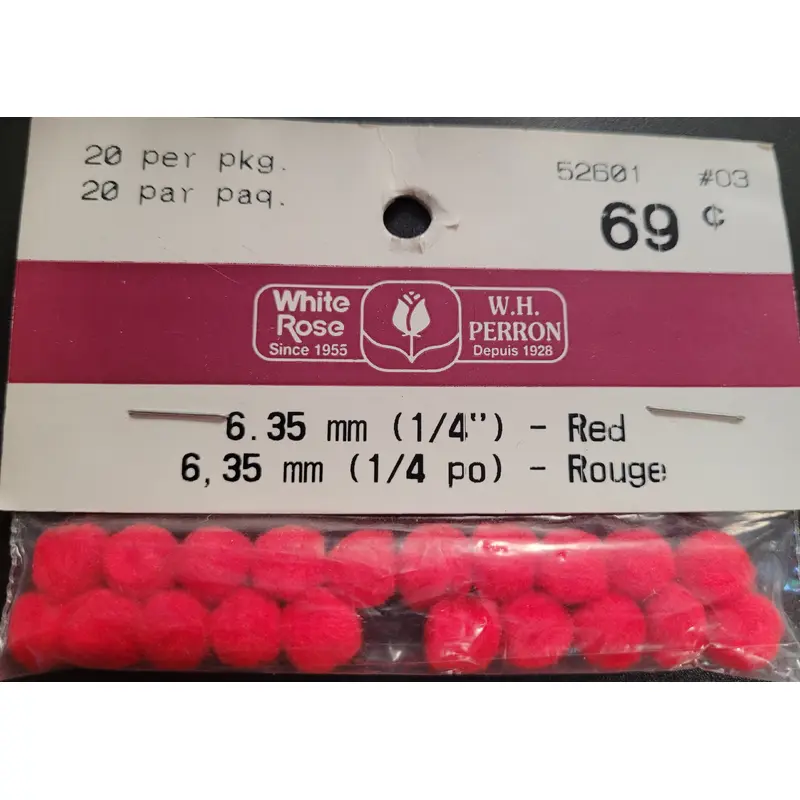 20 per pkg.
20 par paq.
52601 #03
69 ¢
White
Rose
Since 1955
W.H.
PERRON
Depuis 1928
6.35 mm (1/4") - Red
6,35 mm (1/4 po) - Rouge